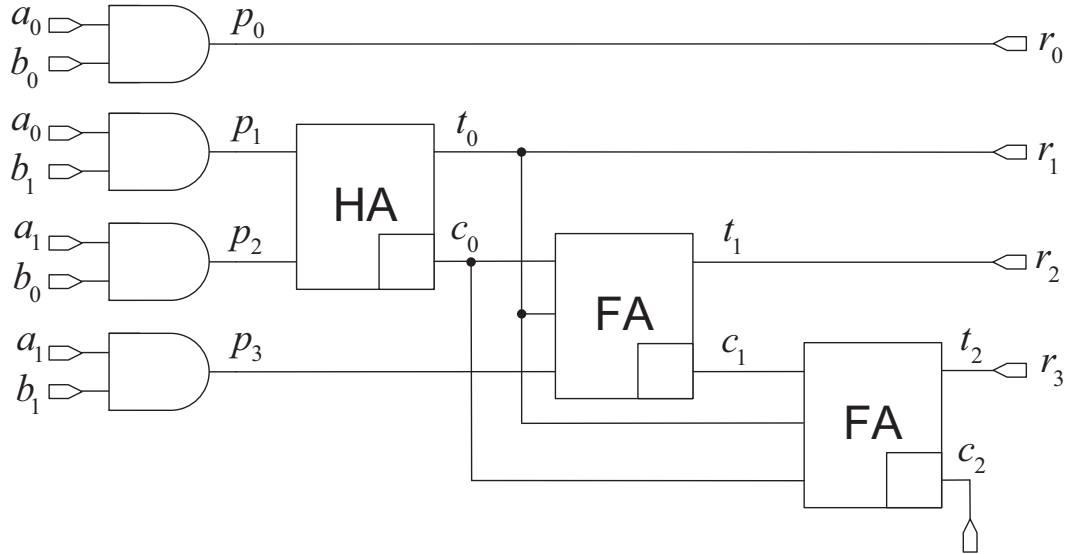 a₀ p₀ r₀
b₀
a₀ p₁ t₀ r₁
b₁
HA
a₁ p₂ c₀ t₁ r₂
b₀
FA
a₁ p₃ c₁ t₂ r₃
b₁
FA
c₂